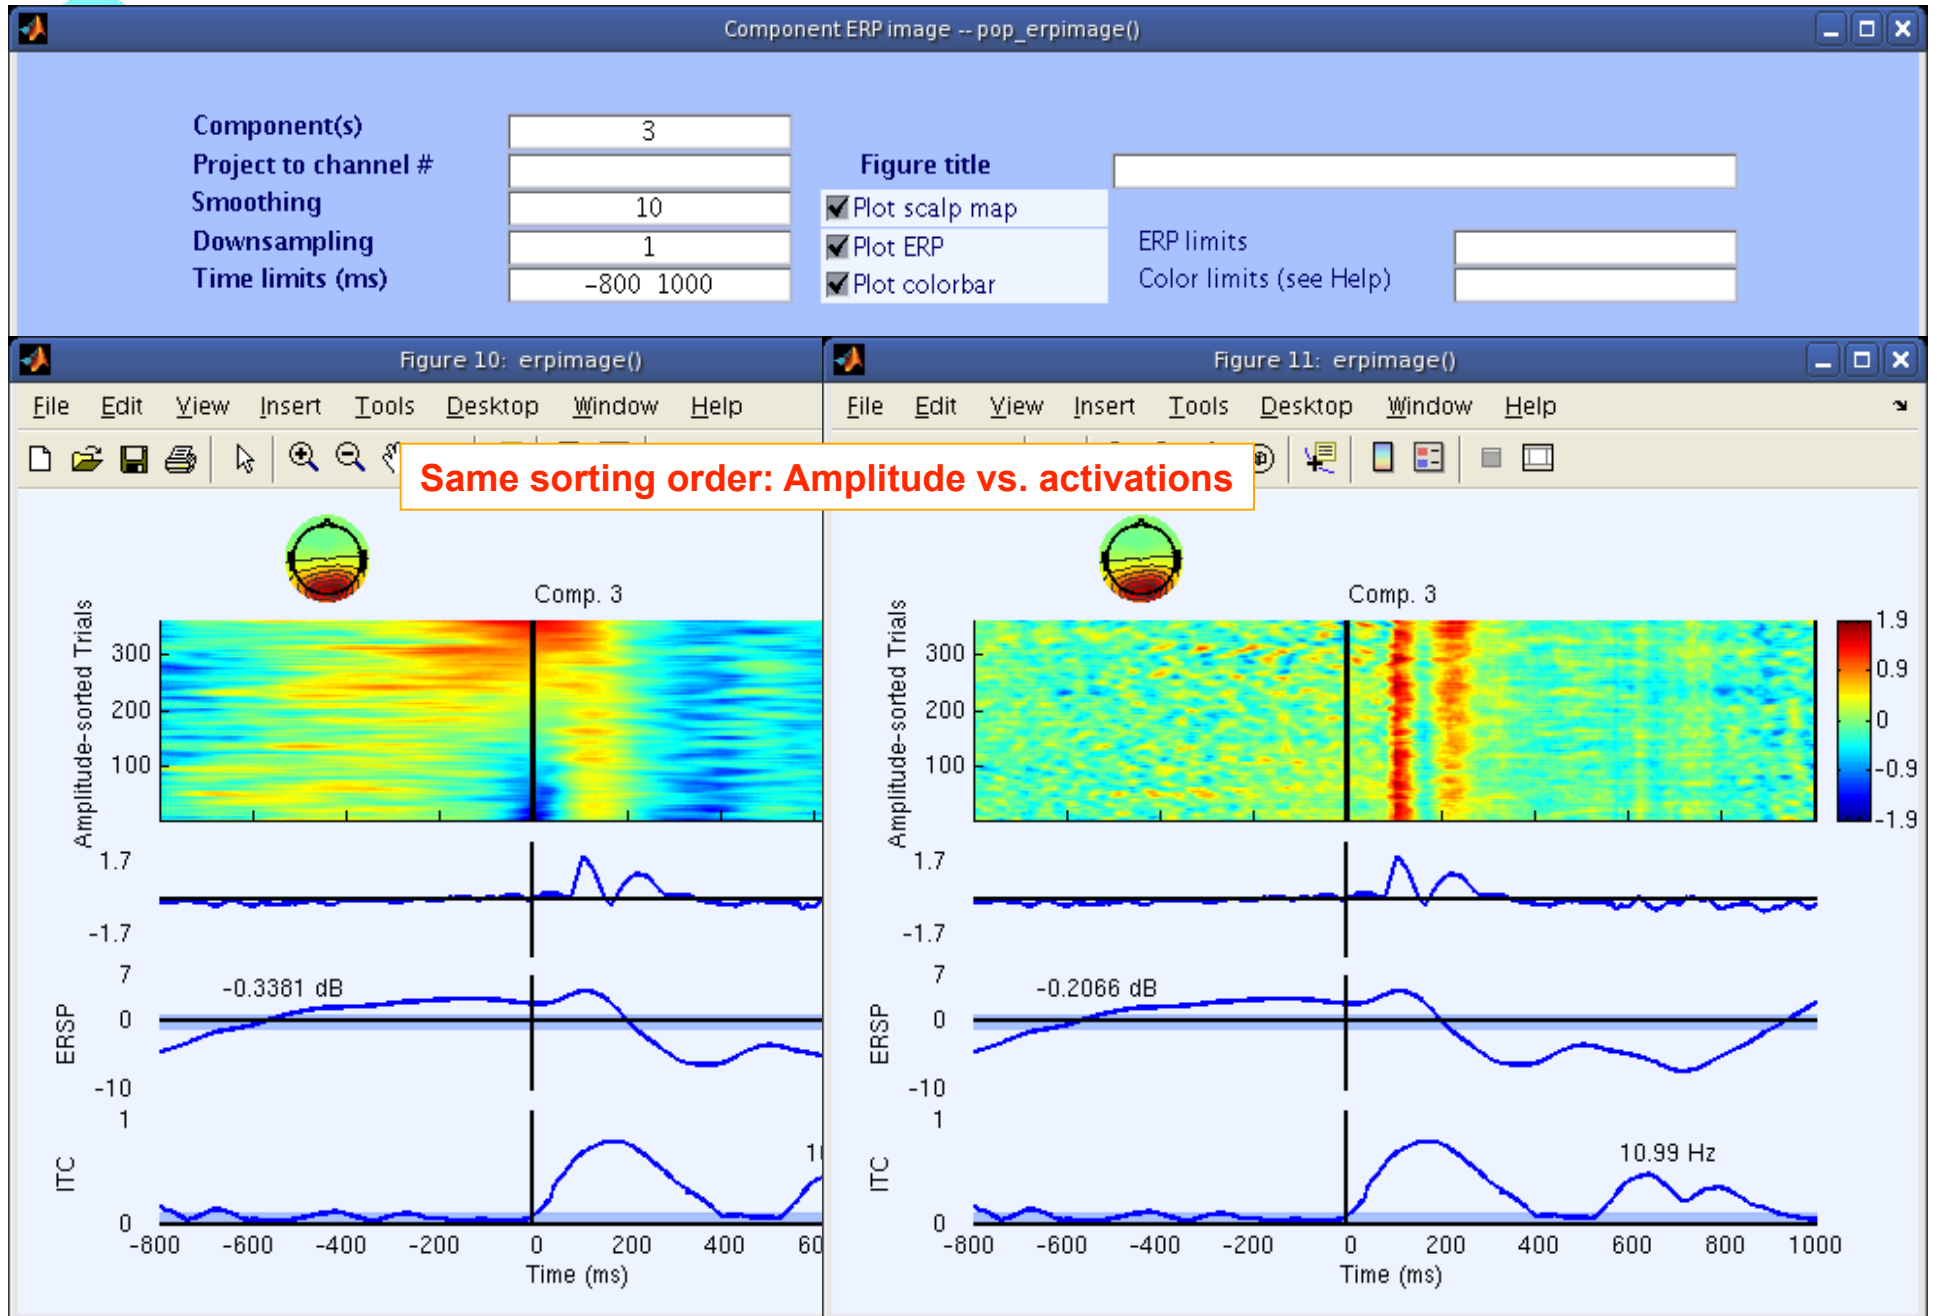 Component ERP image -- pop_erpimage()
Component(s) 3
Project to channel # Figure title
Smoothing 10 Plot scalp map
Downsampling 1 Plot ERP ERP limits
Time limits (ms) -800 1000 Plot colorbar Color limits (see Help)
Figure 10: erpimage()
File Edit View Insert Tools Desktop Window Help
Figure 11: erpimage()
File Edit View Insert Tools Desktop Window Help
Same sorting order: Amplitude vs. activations
Comp. 3
Amplitude-sorted Trials
300
200
100
1.7
-1.7
7
-0.3381 dB
ERSP
0
-10
1
ITC
0
-800 -600 -400 -200 0 200 400 60
Time (ms)
Comp. 3
Amplitude-sorted Trials
300
200
100
1.9
0.9
0
-0.9
-1.9
1.7
-1.7
7
-0.2066 dB
ERSP
0
-10
1
10.99 Hz
ITC
0
-800 -600 -400 -200 0 200 400 600 800 1000
Time (ms)